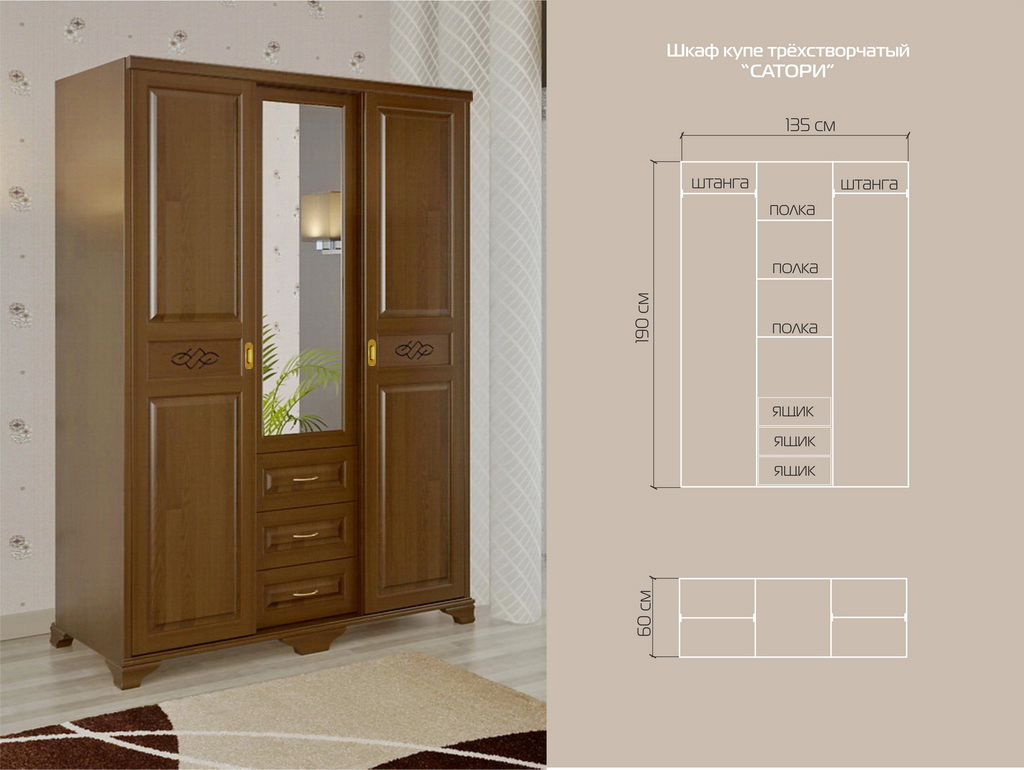 Шкаф купе трёхстворчатый
“САТОРИ”
135 см
штанга
штанга
полка
полка
190 см
полка
ящик
ящик
ящик
60 см